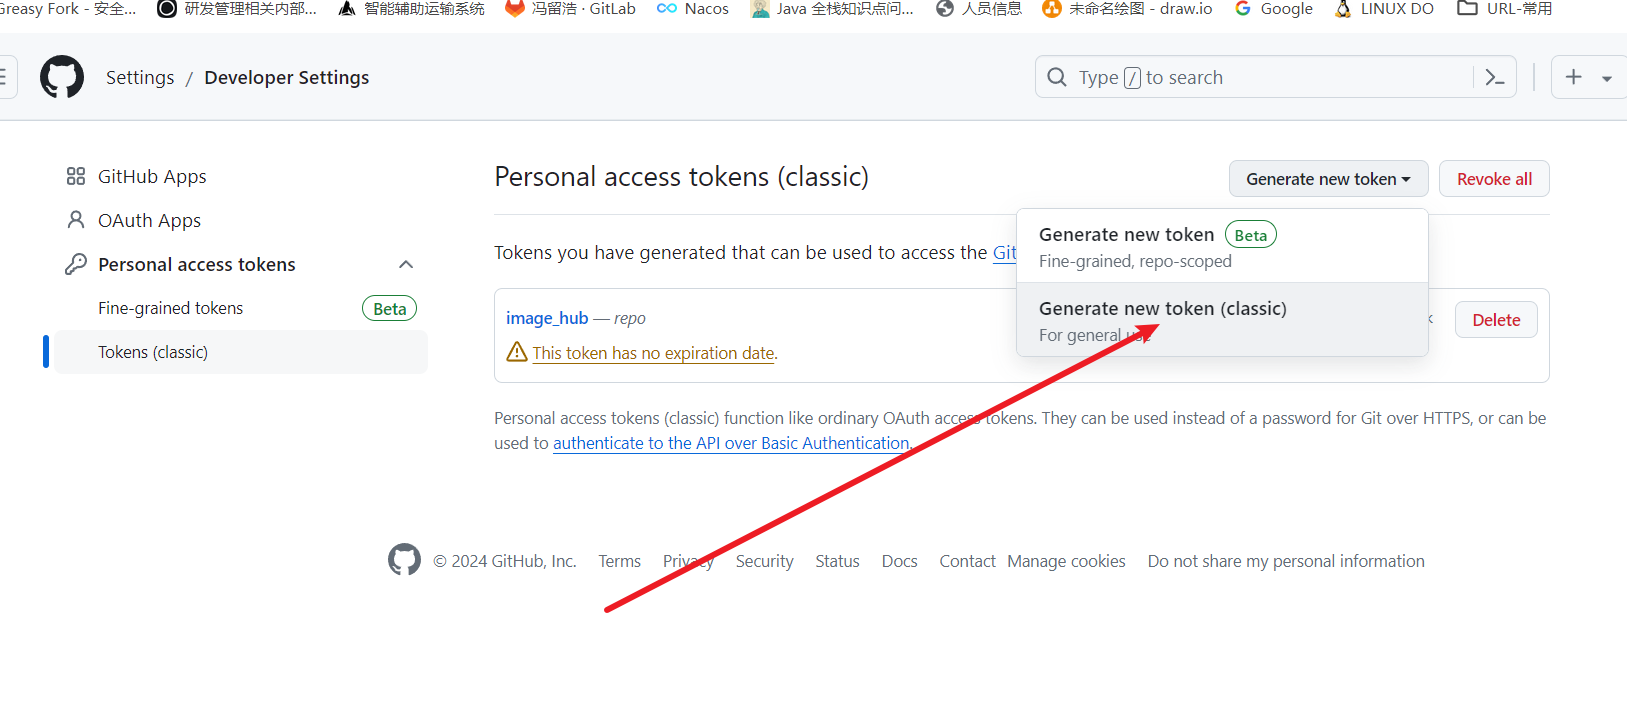 Greasy Fork - 安全... 研发管理相关内部... 智能辅助运输系统 冯留浩 · GitLab Nacos Java 全栈知识点问... 人员信息 未命名绘图 - draw.io Google LINUX DO URL-常用
Settings / Developer Settings
Type / to search
GitHub Apps
OAuth Apps
Personal access tokens
Fine-grained tokens Beta
Tokens (classic)
Personal access tokens (classic)
Generate new token
Revoke all
Generate new token Beta
Fine-grained, repo-scoped
Generate new token (classic)
For general use
Tokens you have generated that can be used to access the Git
image_hub — repo
Delete
This token has no expiration date.
Personal access tokens (classic) function like ordinary OAuth access tokens. They can be used instead of a password for Git over HTTPS, or can be
used to authenticate to the API over Basic Authentication.
© 2024 GitHub, Inc. Terms Privacy Security Status Docs Contact Manage cookies Do not share my personal information